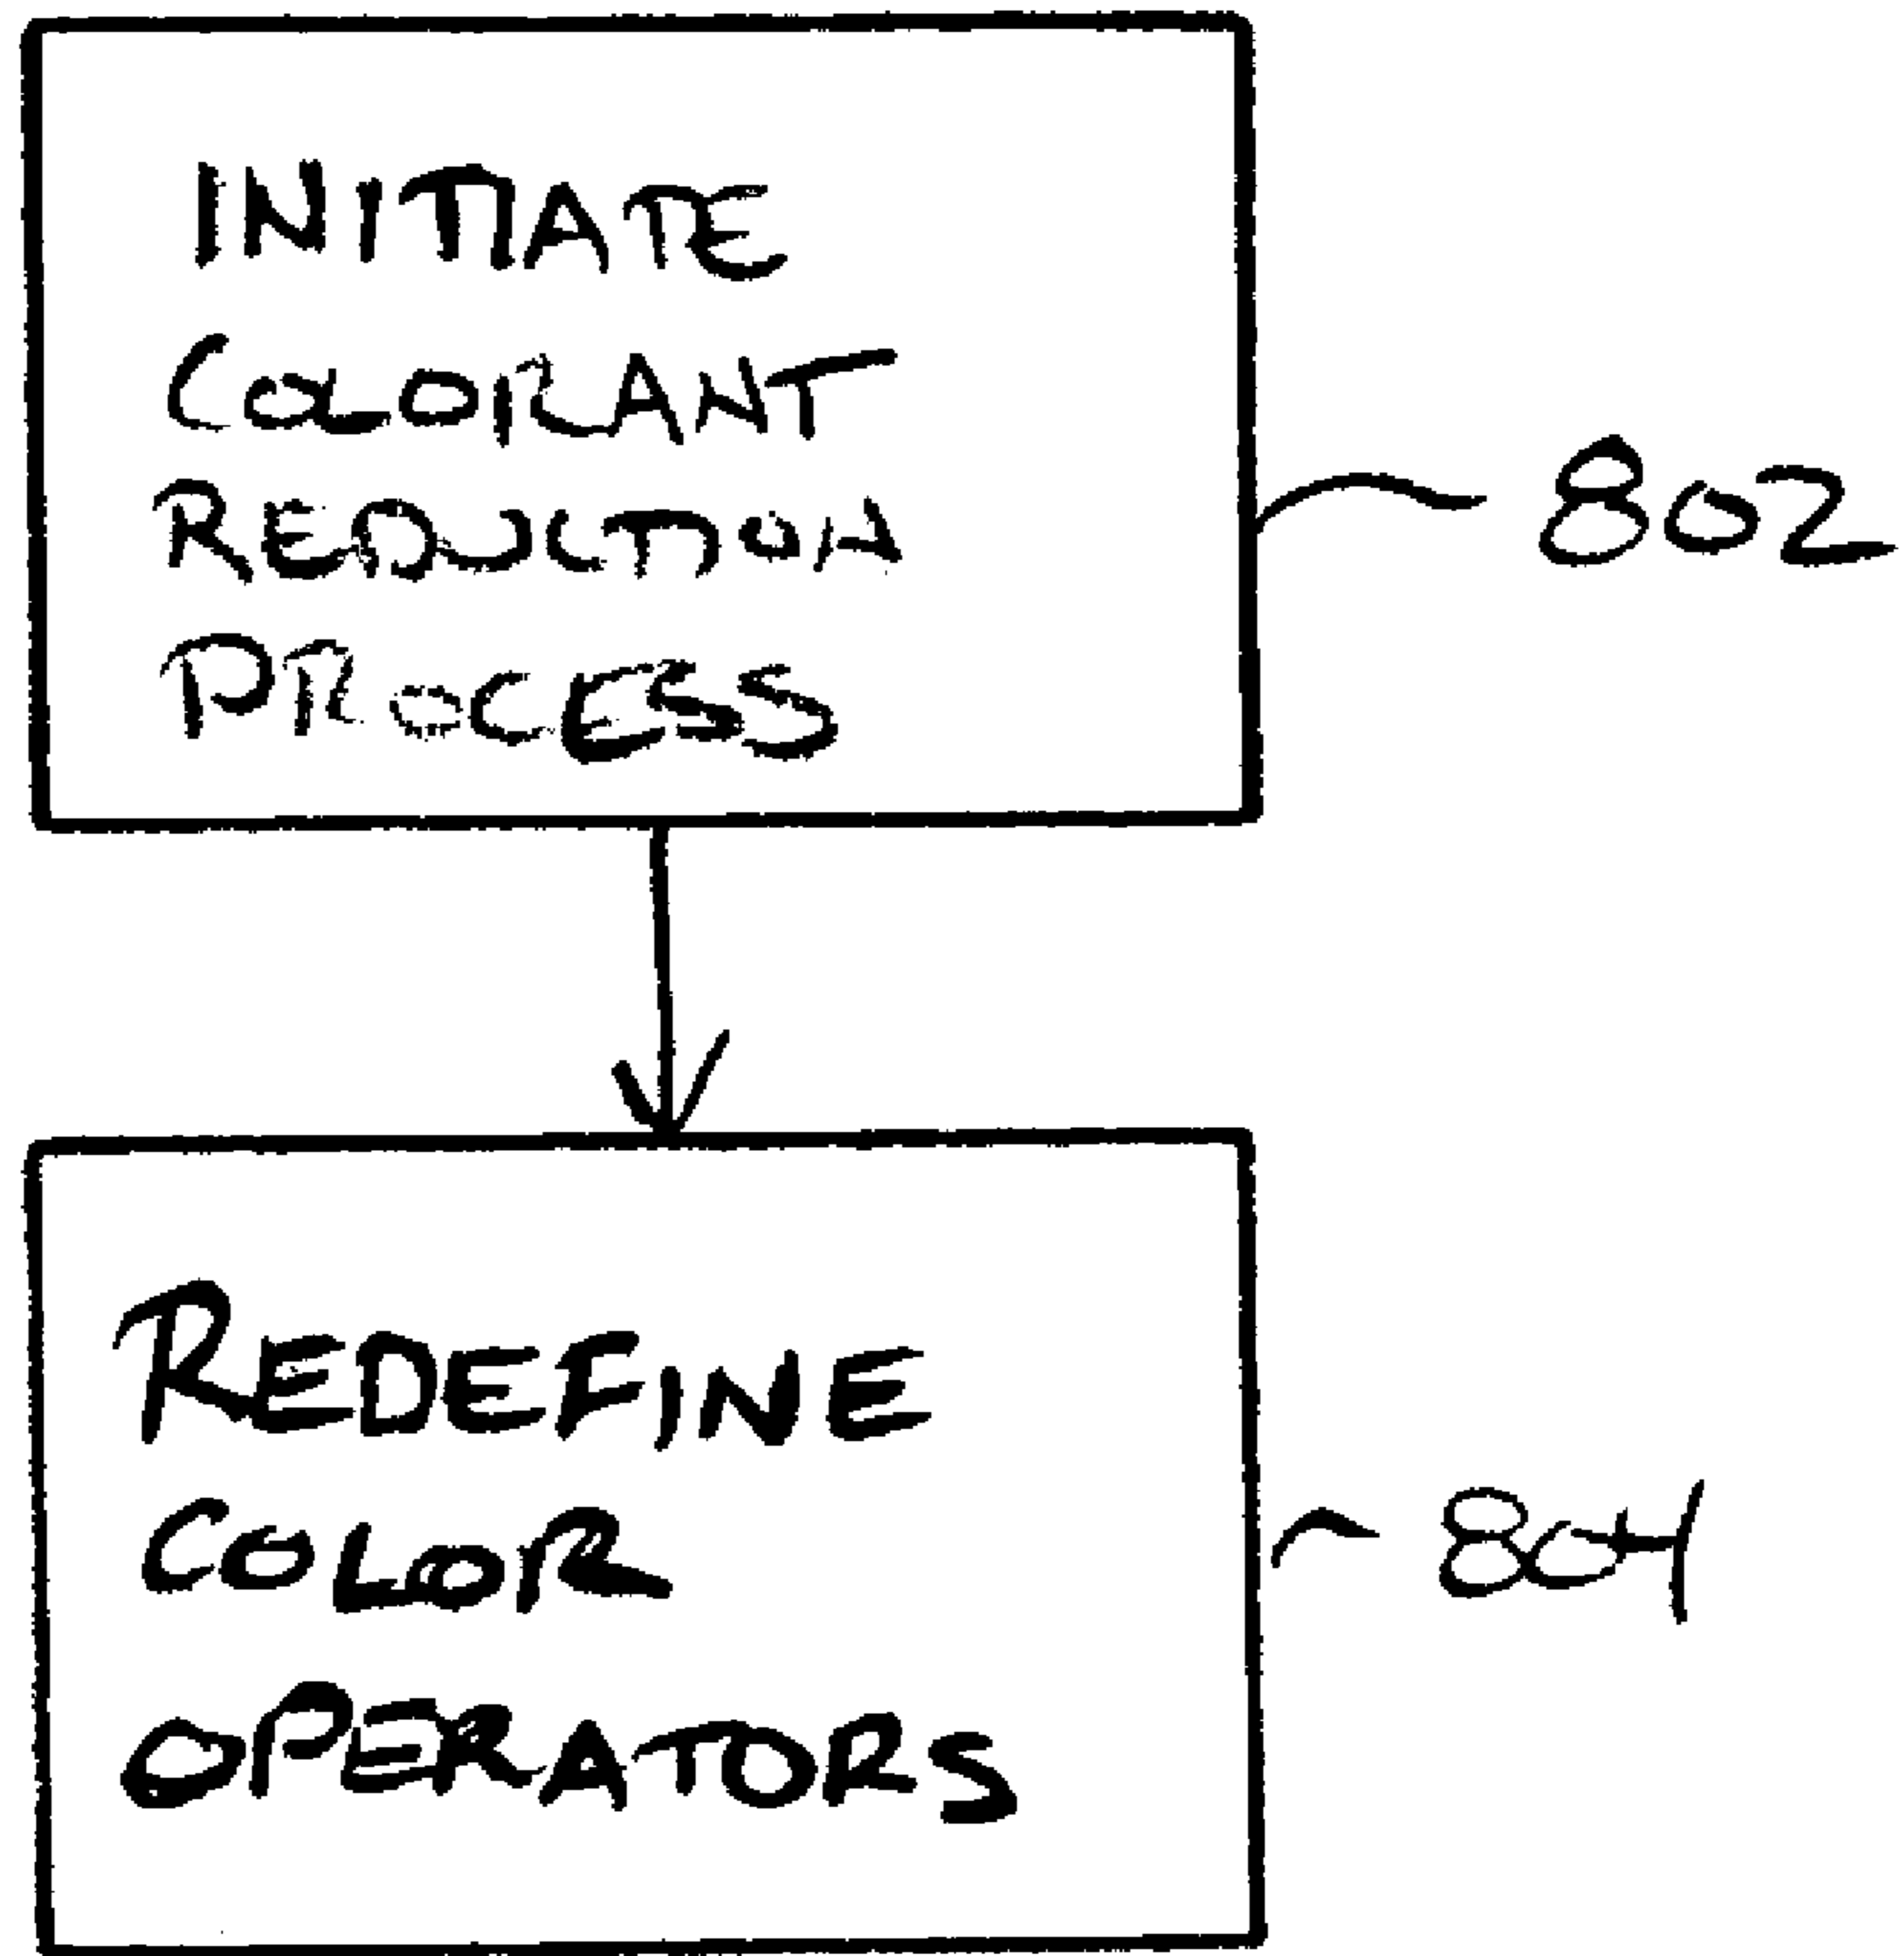 INITIATE
COLORANT
REDUCTION
PROCESS
802
REDEFINE
COLOR
OPERATORS
804